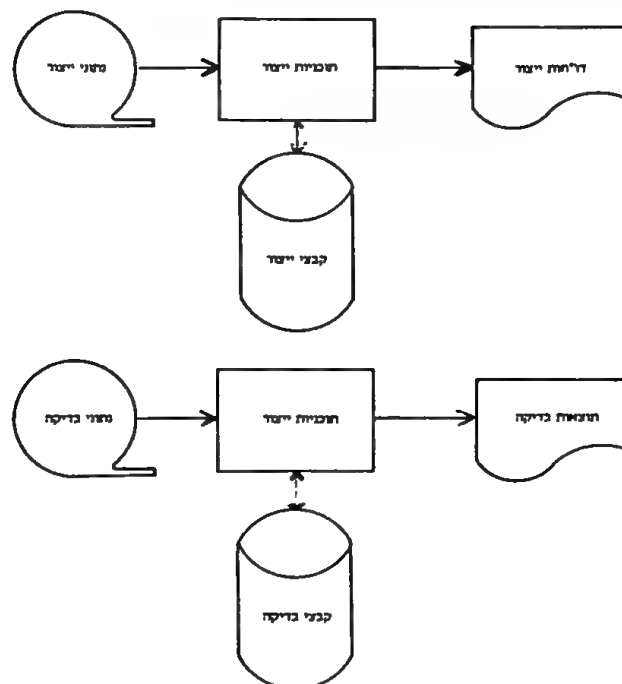 נתוני ייצור
תוכניות ייצור
דו"חות ייצור
קבצי ייצור
נתוני בדיקה
תוכניות ייצור
תוצאות בדיקה
קבצי בדיקה